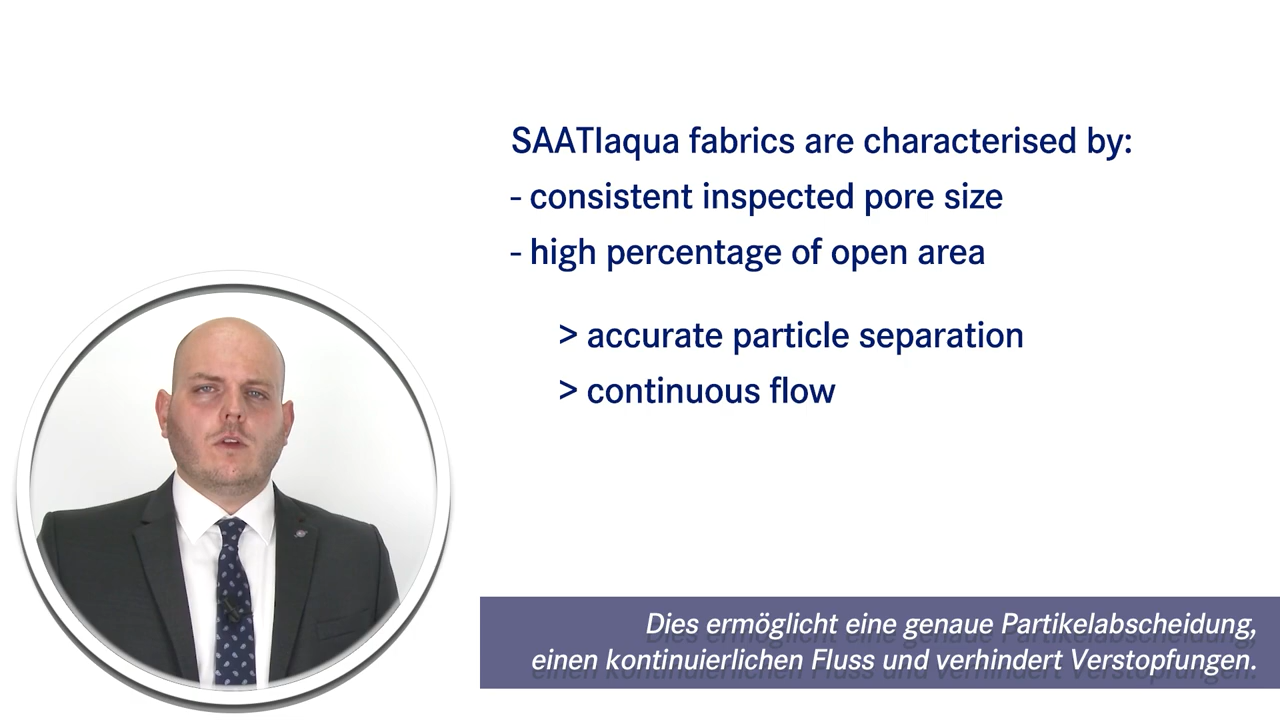 SAATIaqua fabrics are characterised by:
- consistent inspected pore size
- high percentage of open area
> accurate particle separation
> continuous flow
Dies ermöglicht eine genaue Partikelabscheidung,
einen kontinuierlichen Fluss und verhindert Verstopfungen.